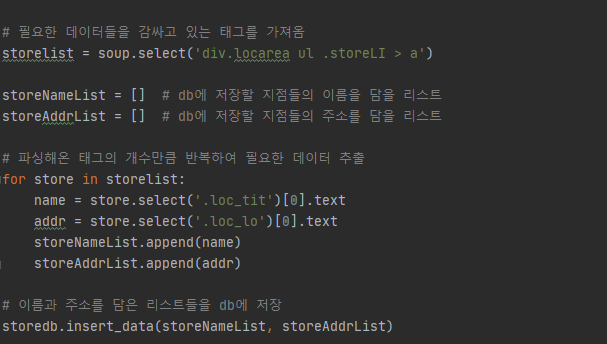 # 필요한 데이터들을 감싸고 있는 태그를 가져옴
storelist = soup.select('div.locarea ul .storeLI > a')
storeNameList = []  # db에 저장할 지점들의 이름을 담을 리스트
storeAddrList = []  # db에 저장할 지점들의 주소를 담을 리스트
# 파싱해온 태그의 개수만큼 반복하여 필요한 데이터 추출
for store in storelist:
    name = store.select('.loc_tit')[0].text
    addr = store.select('.loc_lo')[0].text
    storeNameList.append(name)
    storeAddrList.append(addr)
# 이름과 주소를 담은 리스트들을 db에 저장
storedb.insert_data(storeNameList, storeAddrList)